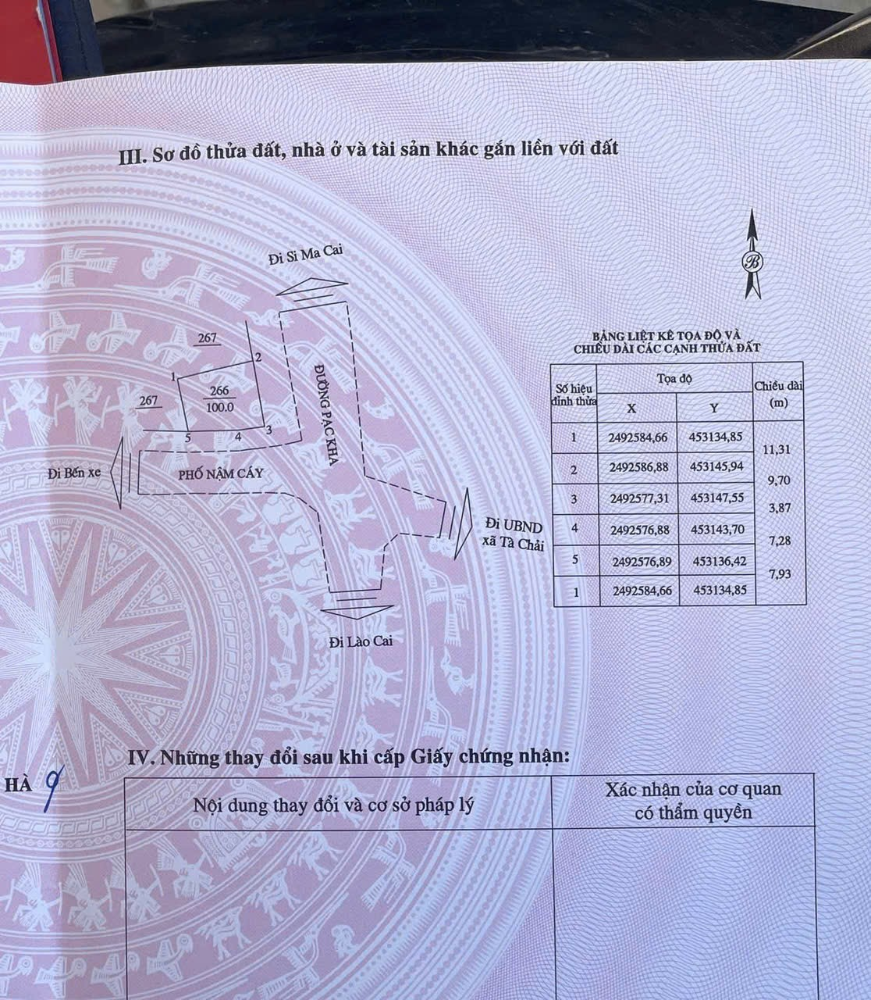 III. Sơ đồ thửa đất, nhà ở và tài sản khác gắn liền với đất
Đi Si Ma Cai
B
267
2
1
266
100.0
267
3
5
4
ĐƯỜNG PẠC KHA
Đi Bến xe
PHỐ NẬM CÁY
Đi UBND
xã Tà Chải
Đi Lào Cai
BẢNG LIỆT KÊ TỌA ĐỘ VÀ
CHIỀU DÀI CÁC CẠNH THỬA ĐẤT
Số hiệu đỉnh thửa Tọa độ Chiều dài (m)
X Y
1 2492584,66 453134,85
11,31
2 2492586,88 453145,94
9,70
3 2492577,31 453147,55
3,87
4 2492576,88 453143,70
7,28
5 2492576,89 453136,42
7,93
1 2492584,66 453134,85
IV. Những thay đổi sau khi cấp Giấy chứng nhận:
HÀ
Nội dung thay đổi và cơ sở pháp lý
Xác nhận của cơ quan
có thẩm quyền